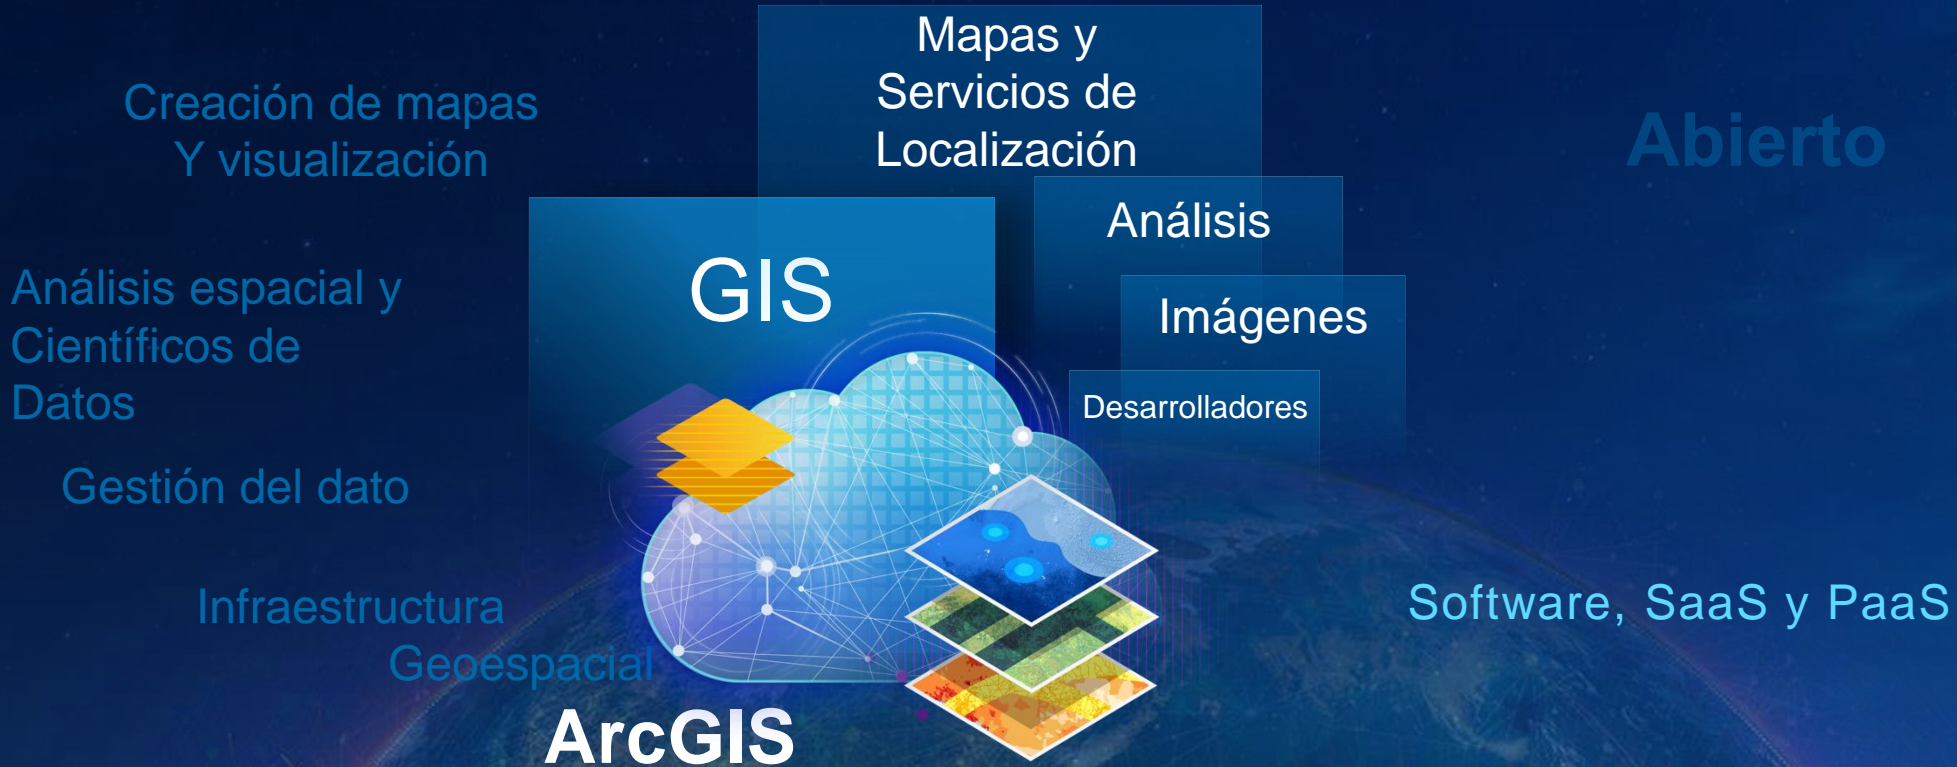 Creación de mapas
Y visualización
Análisis espacial y
Científicos de
Datos
Gestión del dato
Infraestructura
Geoespacial
Mapas y
Servicios de
Localización
GIS
Análisis
Imágenes
Desarrolladores
ArcGIS
Abierto
Software, SaaS y PaaS